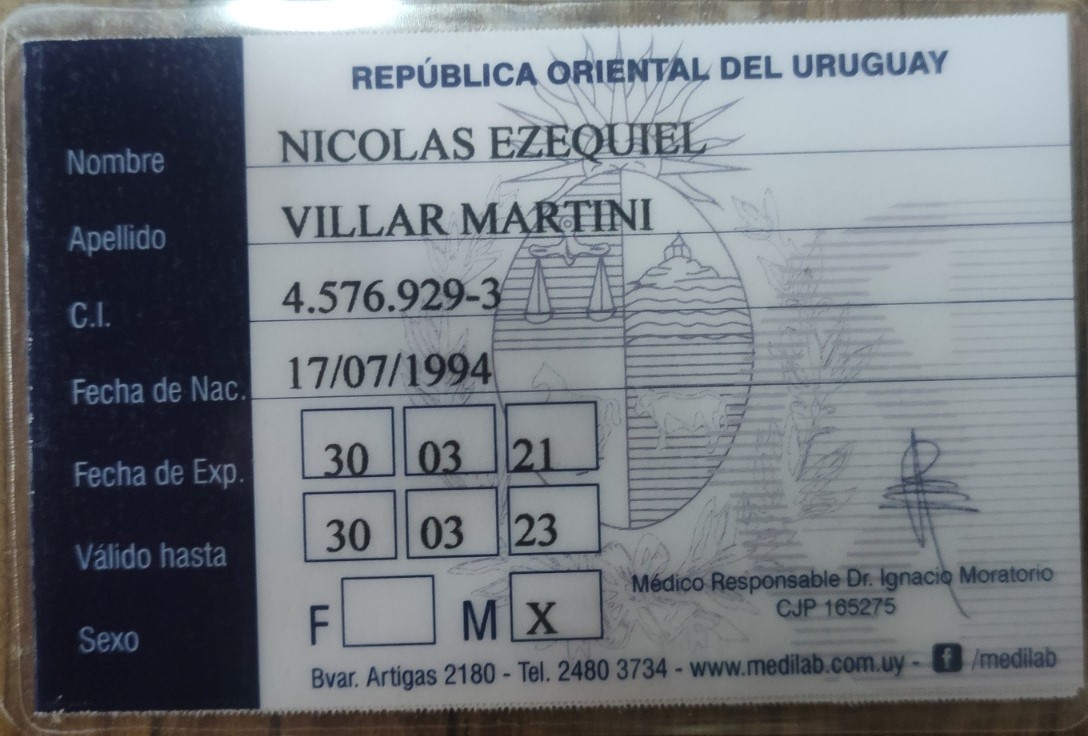 REPÚBLICA ORIENTAL DEL URUGUAY
Nombre NICOLAS EZEQUIEL
Apellido VILLAR MARTINI
C.I. 4.576.929-3
Fecha de Nac. 17/07/1994
Fecha de Exp. 30 03 21
Válido hasta 30 03 23
Sexo F M X
Médico Responsable Dr. Ignacio Moratorio
CJP 165275
Bvar. Artigas 2180 - Tel. 2480 3734 - www.medilab.com.uy - f /medilab